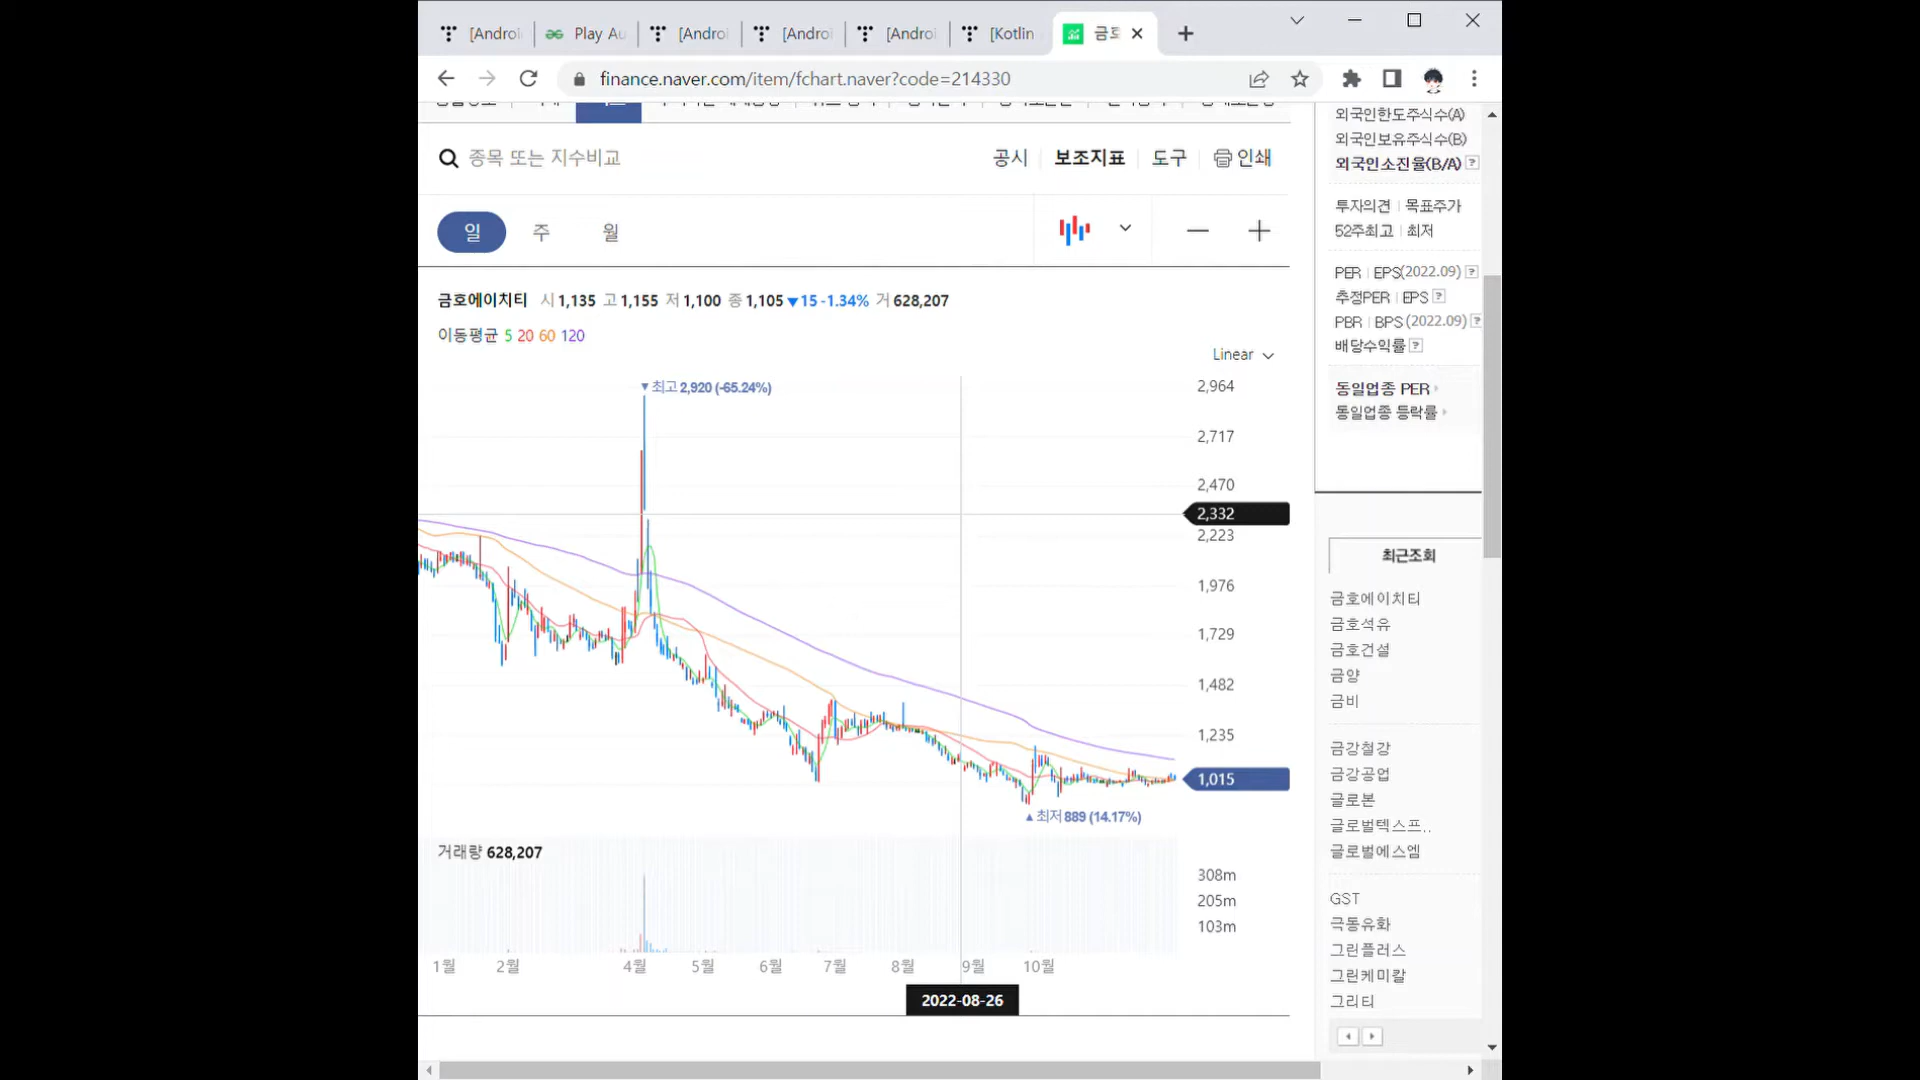 [Androi
Play Au
[Androi
[Androi
[Androi
[Kotlin
금호
finance.naver.com/item/fchart.naver?code=214330
종목 또는 지수비교
공시
보조지표
도구
인쇄
일
주
월
금호에이치티 시 1,135 고 1,155 저 1,100 종 1,105 ▼15 -1.34% 거 628,207
이동평균 5 20 60 120
Linear
▼최고 2,920 (-65.24%)
2,964
2,717
2,470
2,332
2,223
1,976
1,729
1,482
1,235
1,015
▲최저 889 (14.17%)
거래량 628,207
308m
205m
103m
1월
2월
4월
5월
6월
7월
8월
9월
10월
2022-08-26
외국인한도주식수(A)
외국인보유주식수(B)
외국인소진율(B/A) ?
투자의견 | 목표주가
52주최고 | 최저
PER | EPS(2022.09) ?
추정PER | EPS ?
PBR | BPS (2022.09) ?
배당수익률 ?
동일업종 PER
동일업종 등락률
최근조회
금호에이치티
금호석유
금호건설
금양
금비
금강철강
금강공업
글로본
글로벌텍스프..
글로벌에스엠
GST
극동유화
그린플러스
그린케미칼
그리티